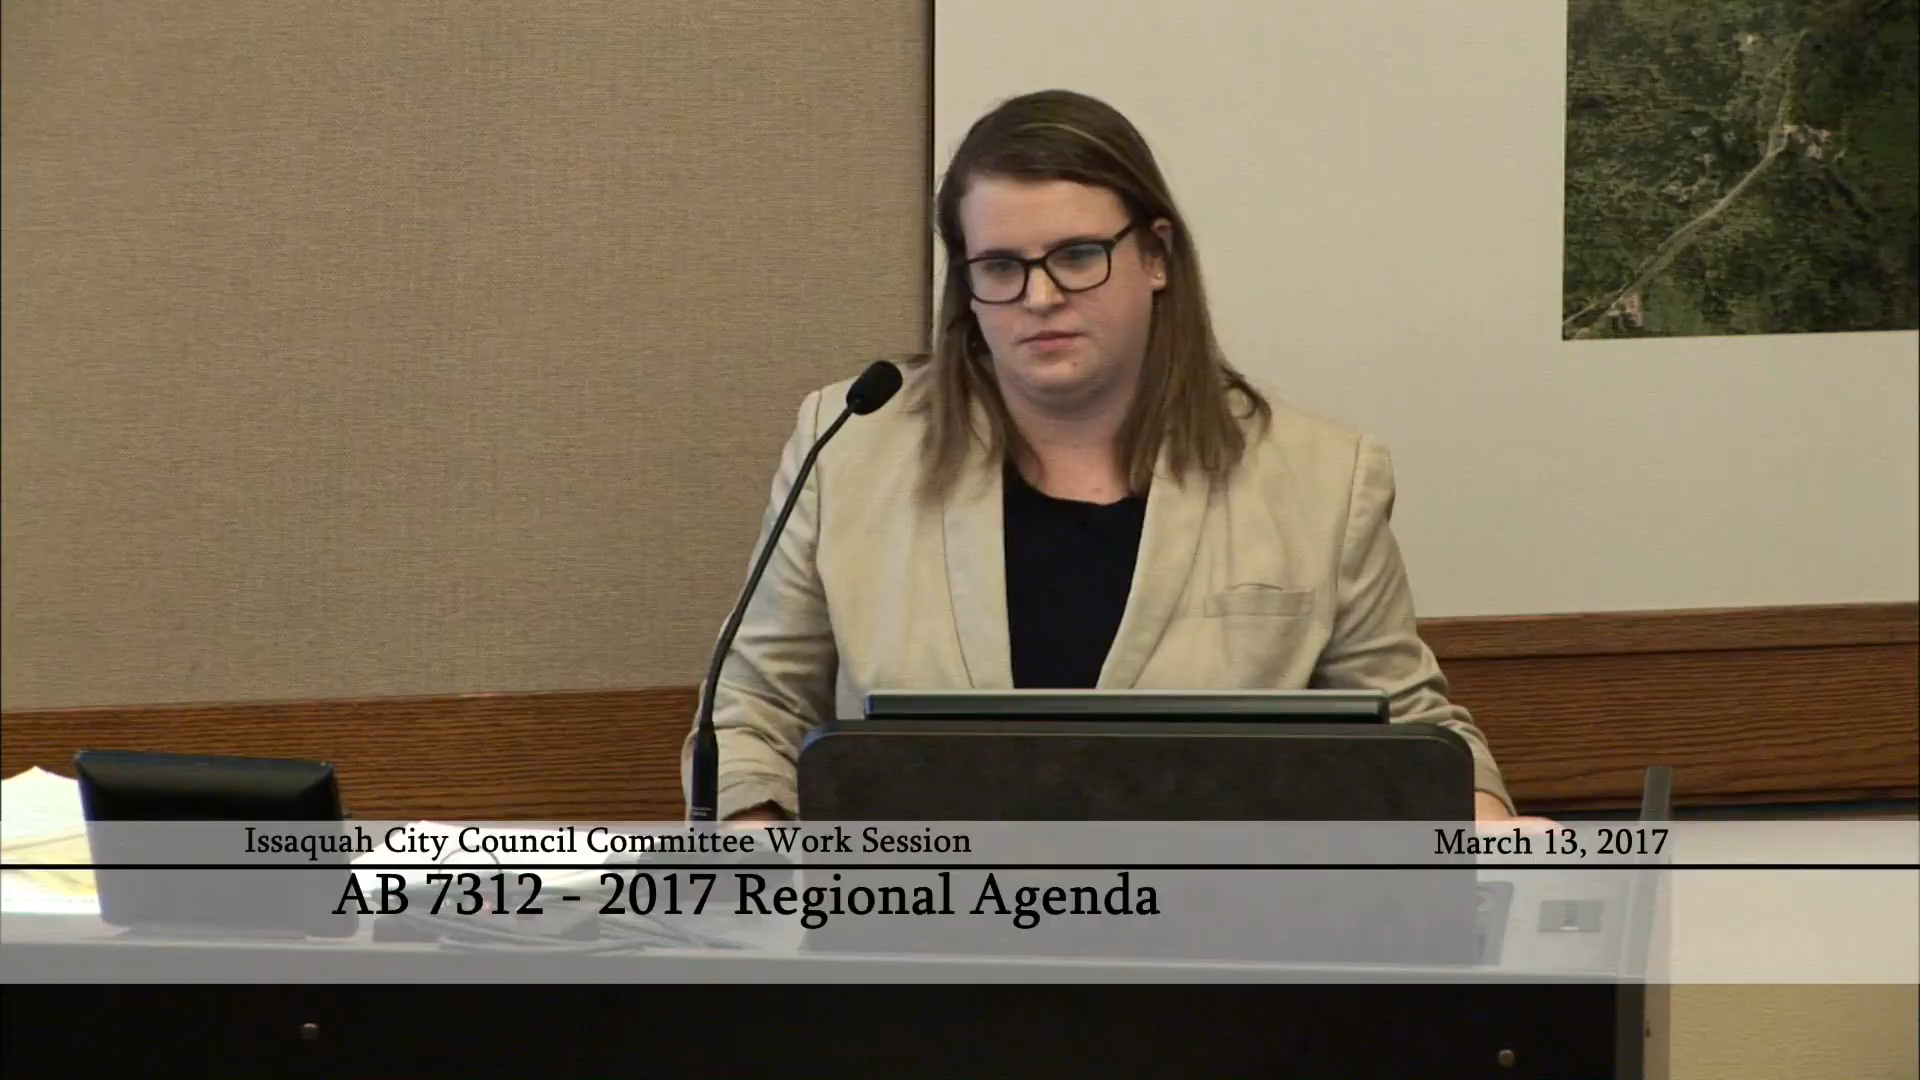 Issaquah City Council Committee Work Session
March 13, 2017
AB 7312 - 2017 Regional Agenda